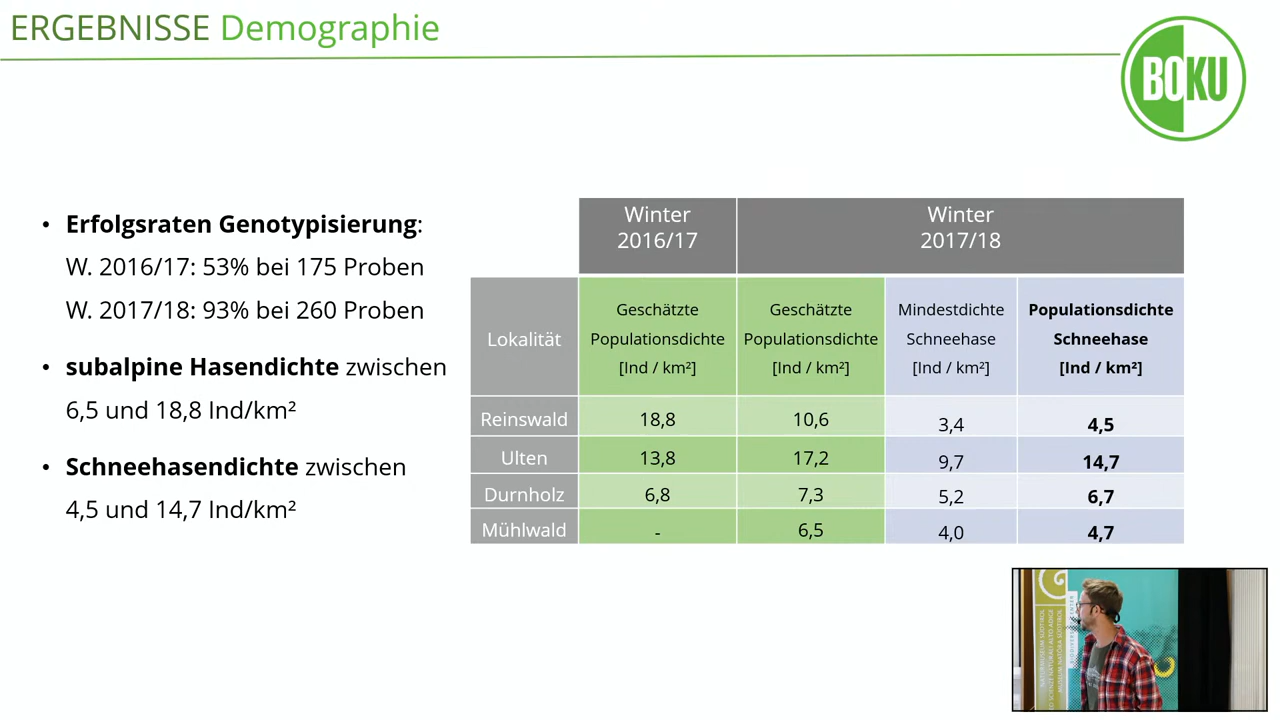 ERGEBNISSE Demographie
BOKU
• Erfolgsraten Genotypisierung:
W. 2016/17: 53% bei 175 Proben
W. 2017/18: 93% bei 260 Proben
• subalpine Hasendichte zwischen
6,5 und 18,8 Ind/km²
• Schneehasendichte zwischen
4,5 und 14,7 Ind/km²
Winter 2016/17 Winter 2017/18
Lokalität Geschätzte Populationsdichte [Ind / km²] Geschätzte Populationsdichte [Ind / km²] Mindestdichte Schneehase [Ind / km²] Populationsdichte Schneehase [Ind / km²]
Reinswald 18,8 10,6 3,4 4,5
Ulten 13,8 17,2 9,7 14,7
Durnholz 6,8 7,3 5,2 6,7
Mühlwald - 6,5 4,0 4,7
NATURMUSEUM SÜDTIROL